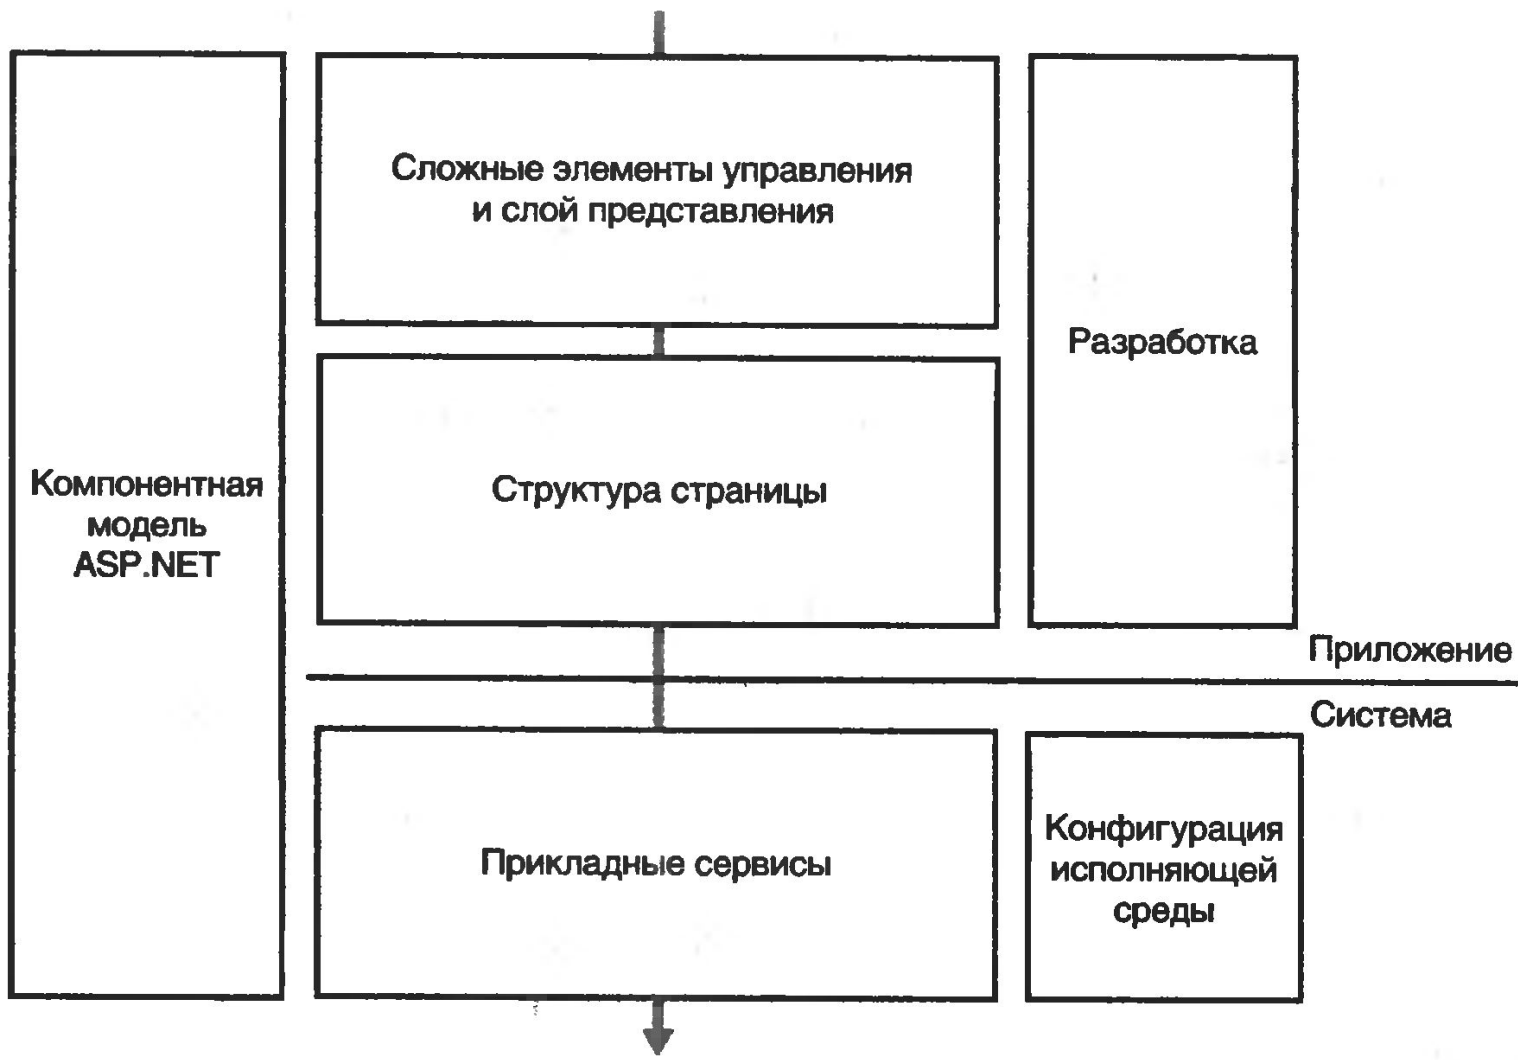 Сложные элементы управления
и слой представления
Разработка
Компонентная
модель
ASP.NET
Структура страницы
Приложение
Система
Прикладные сервисы
Конфигурация
исполняющей
среды